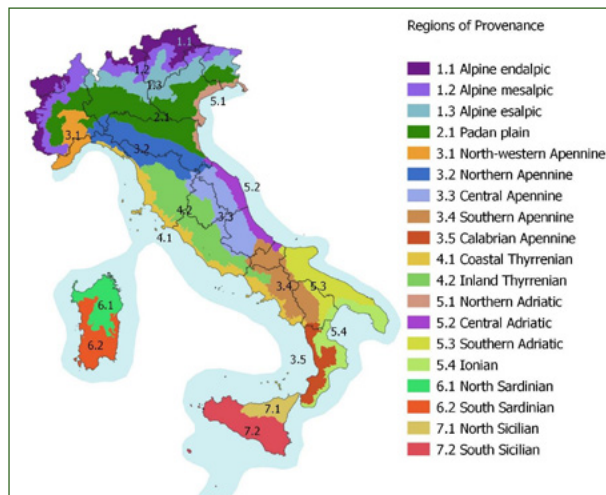 Regions of Provenance
1.1 Alpine endalpic
1.2 Alpine mesalpic
1.3 Alpine esalpic
2.1 Padan plain
3.1 North-western Apennine
3.2 Northern Apennine
3.3 Central Apennine
3.4 Southern Apennine
3.5 Calabrian Apennine
4.1 Coastal Thyrrenian
4.2 Inland Thyrrenian
5.1 Northern Adriatic
5.2 Central Adriatic
5.3 Southern Adriatic
5.4 Ionian
6.1 North Sardinian
6.2 South Sardinian
7.1 North Sicilian
7.2 South Sicilian
1.1
1.2
1.3
5.1
2.1
3.1
3.2
5.2
4.2
3.3
4.1
3.4
5.3
6.1
5.4
6.2
3.5
7.1
7.2